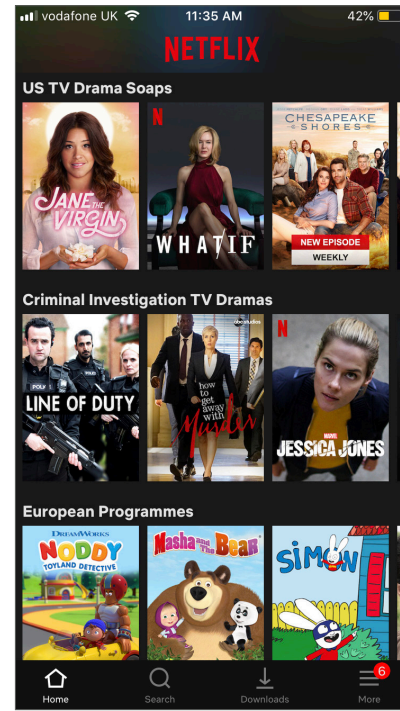 vodafone UK 11:35 AM 42%
NETFLIX
US TV Drama Soaps
JANE THE VIRGIN
N
WHAT/IF
CHESAPEAKE
SHORES
NEW EPISODE
WEEKLY
Criminal Investigation TV Dramas
POLICE
LINE OF DUTY
abc studios
how
to
get
away
with
Murder
N
MARVEL
JESSICA JONES
European Programmes
DREAMWORKS
NODDY
TOYLAND DETECTIVE
Masha and The Bear
SIMON
6
Home Search Downloads More